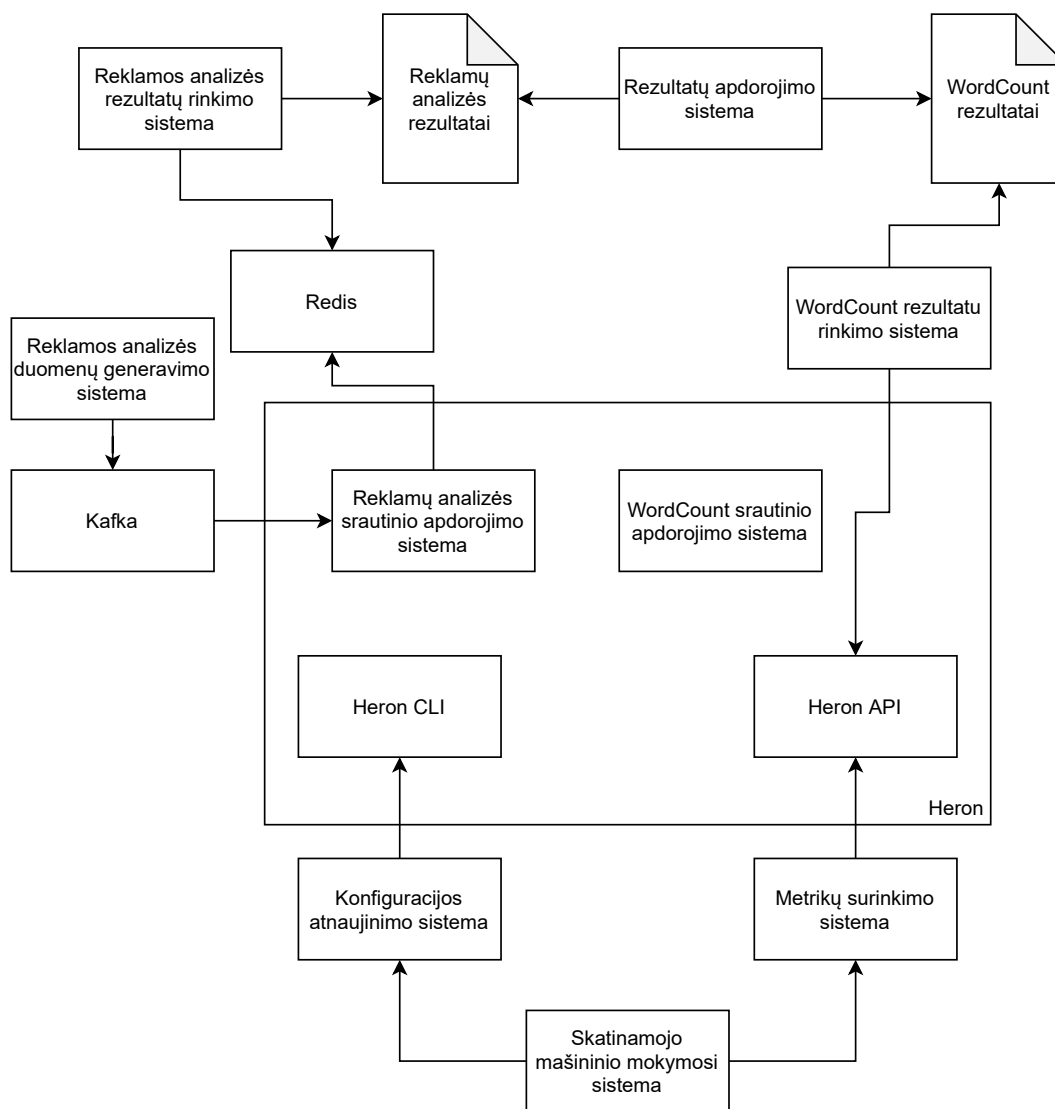 Reklamos analizės
rezultatų rinkimo
sistema
Reklamų
analizės
rezultatai
Rezultatų apdorojimo
sistema
WordCount
rezultatai
Redis
WordCount rezultatu
rinkimo sistema
Reklamos analizės
duomenų generavimo
sistema
Kafka
Reklamų analizės
srautinio apdorojimo
sistema
WordCount srautinio
apdorojimo sistema
Heron CLI
Heron API
Heron
Konfiguracijos
atnaujinimo sistema
Metrikų surinkimo
sistema
Skatinamojo
mašininio mokymosi
sistema